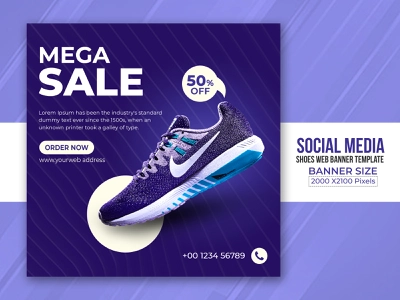 MEGA
SALE
50%
OFF
Lorem Ipsum has been the
industry's standard dummy
text ever since the 1500s,
when an unknown printer took
a galley of type.
ORDER NOW
www.yourweb address
+00 1234 56789
SOCIAL MEDIA
SHOES WEB BANNER TEMPLATE
BANNER SIZE
2000 X2100 Pixels